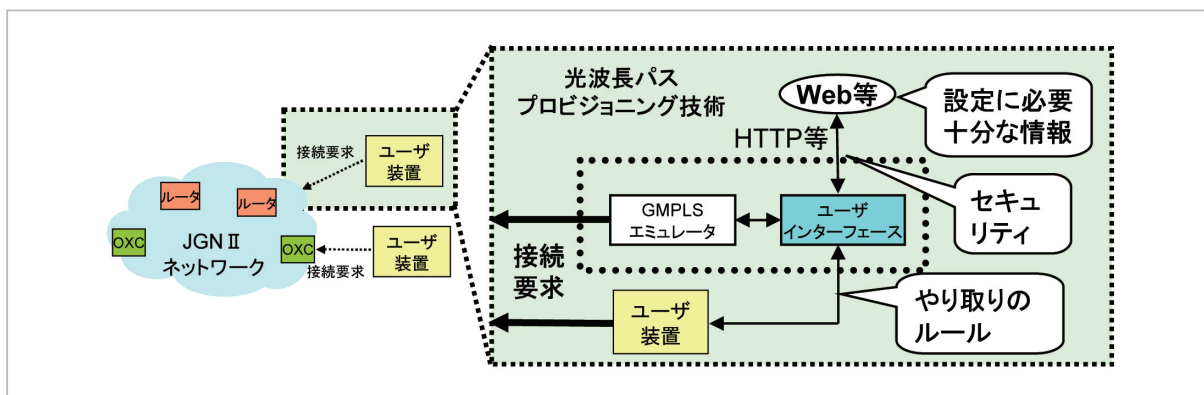 接続要求
ユーザ
装置
ルータ
ルータ
OXC
JGNⅡ
ネットワーク
OXC
接続要求
ユーザ
装置
光波長パス
プロビジョニング技術
Web等
設定に必要
十分な情報
HTTP等
GMPLS
エミュレータ
ユーザ
インターフェース
セキュ
リティ
接続
要求
ユーザ
装置
やり取りの
ルール